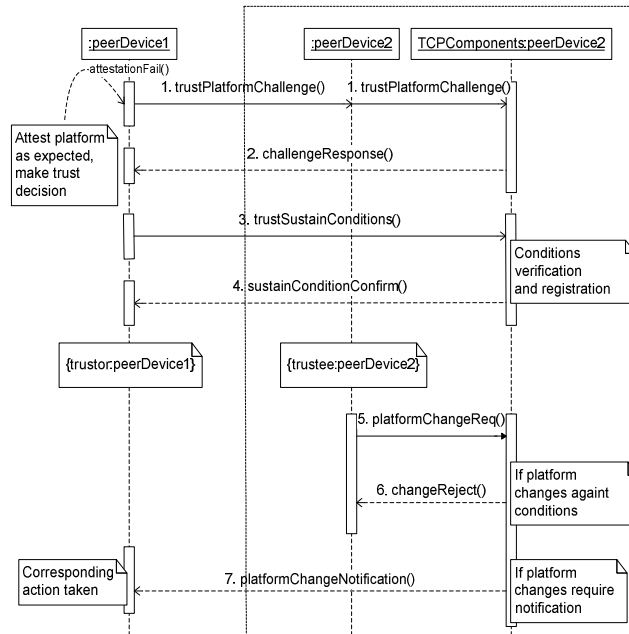 :peerDevice1
:peerDevice2
TCPComponents:peerDevice2
attestationFail()
1. trustPlatformChallenge()
1. trustPlatformChallenge()
Attest platform
as expected,
make trust
decision
2. challengeResponse()
3. trustSustainConditions()
Conditions
verification
and registration
4. sustainConditionConfirm()
{trustor:peerDevice1}
{trustee:peerDevice2}
5. platformChangeReq()
If platform
changes againt
conditions
6. changeReject()
Corresponding
action taken
7. platformChangeNotification()
If platform
changes require
notification